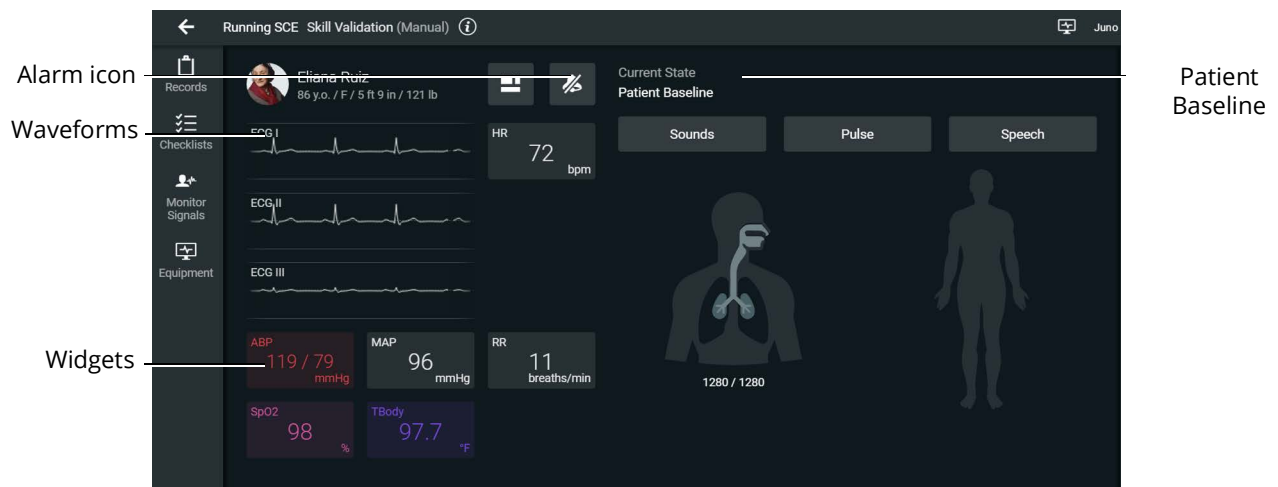 Running SCE Skill Validation (Manual) i
Juno
Alarm icon
Waveforms
Widgets
Patient
Baseline
Records
Checklists
Monitor
Signals
Equipment
Eliana Ruiz
86 y.o. / F / 5 ft 9 in / 121 lb
Current State
Patient Baseline
Sounds
Pulse
Speech
ECG I
HR
72
bpm
ECG II
ECG III
ABP
119 / 79
mmHg
MAP
96
mmHg
RR
11
breaths/min
SpO2
98
%
TBody
97.7
°F
1280 / 1280